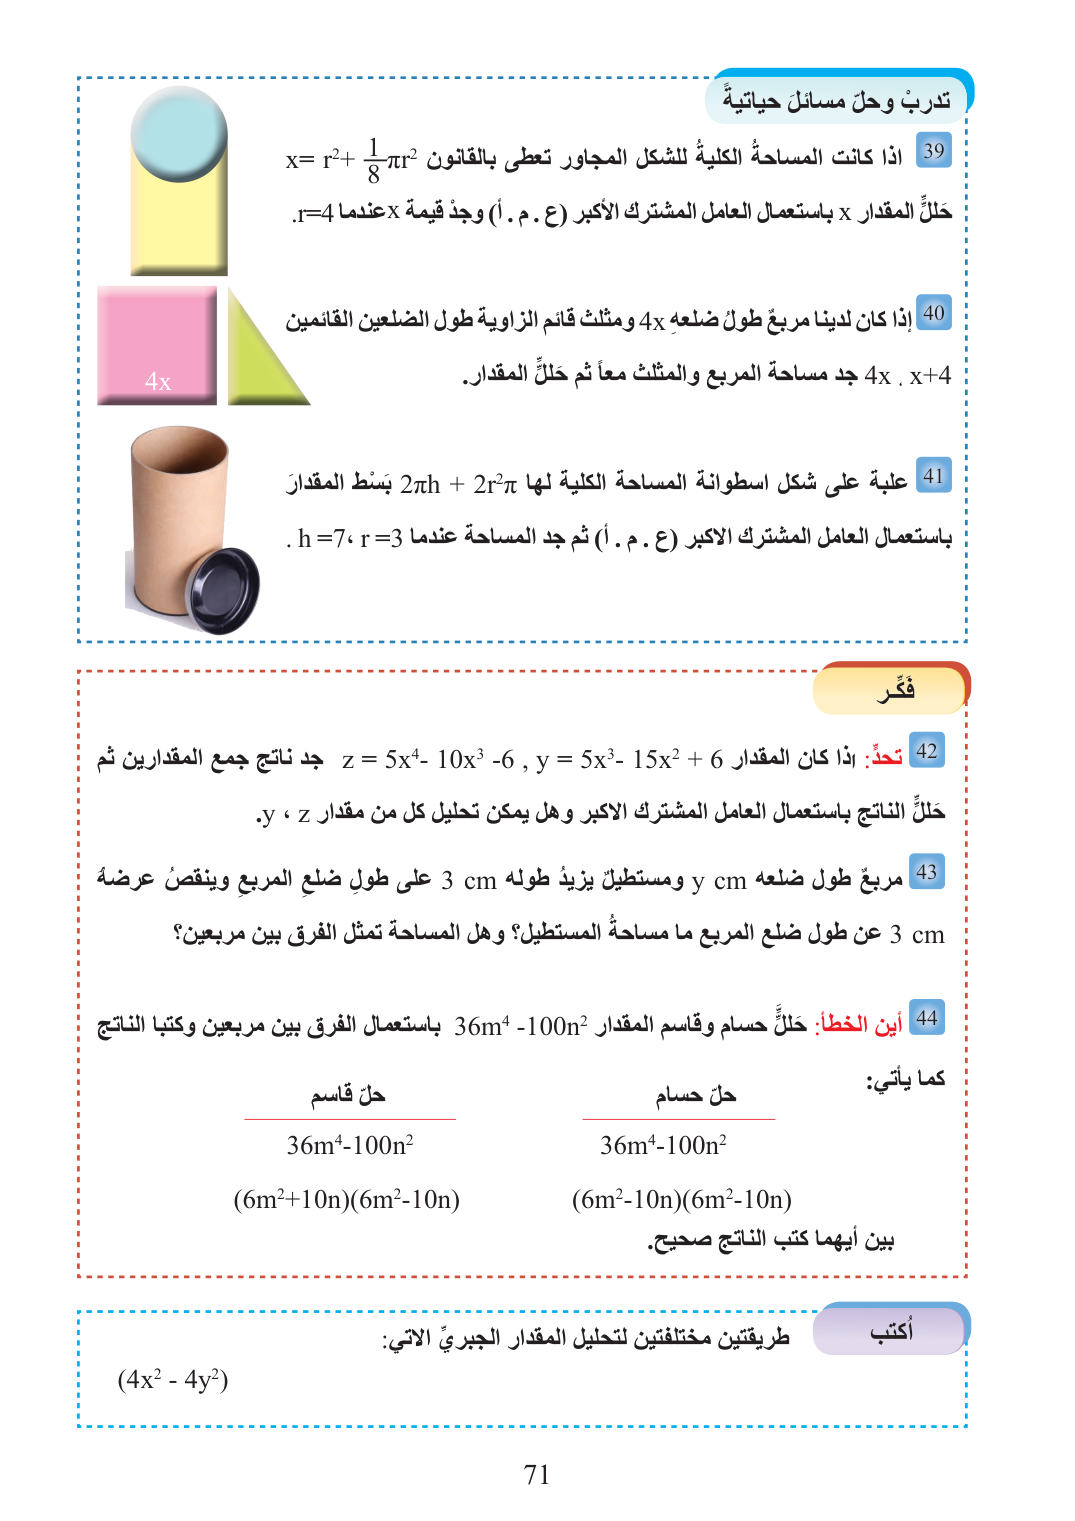 تدربْ وحلّ مسائلَ حياتيةً
39 اذا كانت المساحةُ الكليةُ للشكل المجاور تعطى بالقانون x= r²+ 1/8 πr²
حَللٍّ المقدار x باستعمال العامل المشترك الأكبر (ع . م . أ) وجدْ قيمة x عندما r=4.
40 إذا كان لدينا مربعٌ طولُ ضلعهِ 4x ومثلث قائم الزاوية طول الضلعين القائمين
4x , x+4 جد مساحة المربع والمثلث معاً ثم حَللٍّ المقدار.
4x
41 علبة على شكل اسطوانة المساحة الكلية لها 2πh + 2r²π بَسْط المقدارَ
باستعمال العامل المشترك الاكبر (ع . م . أ) ثم جد المساحة عندما h =7، r =3 .
فَكِّـر
42 تحدٍّ: اذا كان المقدار z = 5x⁴- 10x³ -6 , y = 5x³- 15x² + 6 جد ناتج جمع المقدارين ثم
حَللٍّ الناتج باستعمال العامل المشترك الاكبر وهل يمكن تحليل كل من مقدار y ، z.
43 مربعٌ طول ضلعه y cm ومستطيلٌ يزيدُ طوله 3 cm على طولِ ضلعِ المربعِ وينقصُ عرضهُ
3 cm عن طول ضلع المربع ما مساحةُ المستطيل؟ وهل المساحة تمثل الفرق بين مربعين؟
44 أين الخطأ: حَللٍَّ حسام وقاسم المقدار 36m⁴ -100n² باستعمال الفرق بين مربعين وكتبا الناتج
كما يأتي:
حلّ حسام
36m⁴-100n²
(6m²-10n)(6m²-10n)
حلّ قاسم
36m⁴-100n²
(6m²+10n)(6m²-10n)
بين أيهما كتب الناتج صحيح.
اُكتب
طريقتين مختلفتين لتحليل المقدار الجبريِّ الاتي:
(4x² - 4y²)
71